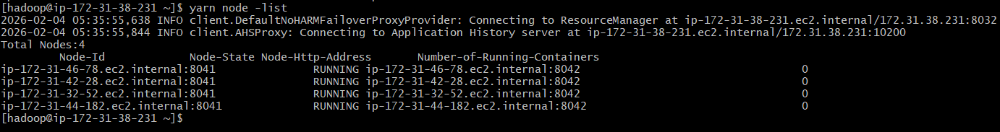 [hadoop@ip-172-31-38-231 ~]$ yarn node -list
2026-02-04 05:35:55,638 INFO client.DefaultNoHARMFailoverProxyProvider: Connecting to ResourceManager at ip-172-31-38-231.ec2.internal/172.31.38.231:8032
2026-02-04 05:35:55,844 INFO client.AHSProxy: Connecting to Application History server at ip-172-31-38-231.ec2.internal/172.31.38.231:10200
Total Nodes:4
Node-Id Node-State Node-Http-Address Number-of-Running-Containers
ip-172-31-46-78.ec2.internal:8041 RUNNING ip-172-31-46-78.ec2.internal:8042 0
ip-172-31-42-28.ec2.internal:8041 RUNNING ip-172-31-42-28.ec2.internal:8042 0
ip-172-31-32-52.ec2.internal:8041 RUNNING ip-172-31-32-52.ec2.internal:8042 0
ip-172-31-44-182.ec2.internal:8041 RUNNING ip-172-31-44-182.ec2.internal:8042 0
[hadoop@ip-172-31-38-231 ~]$